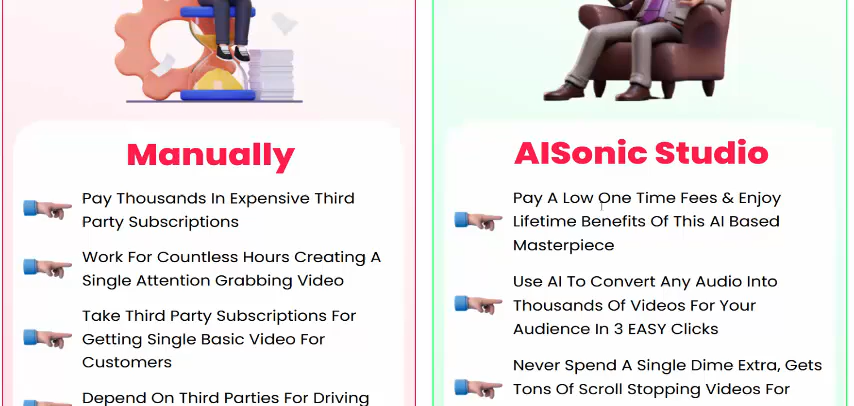 Manually
Pay Thousands In Expensive Third
Party Subscriptions
Work For Countless Hours Creating A
Single Attention Grabbing Video
Take Third Party Subscriptions For
Getting Single Basic Video For
Customers
Depend On Third Parties For Driving
AISonic Studio
Pay A Low One Time Fees & Enjoy
Lifetime Benefits Of This AI Based
Masterpiece
Use AI To Convert Any Audio Into
Thousands Of Videos For Your
Audience In 3 EASY Clicks
Never Spend A Single Dime Extra, Gets
Tons Of Scroll Stopping Videos For